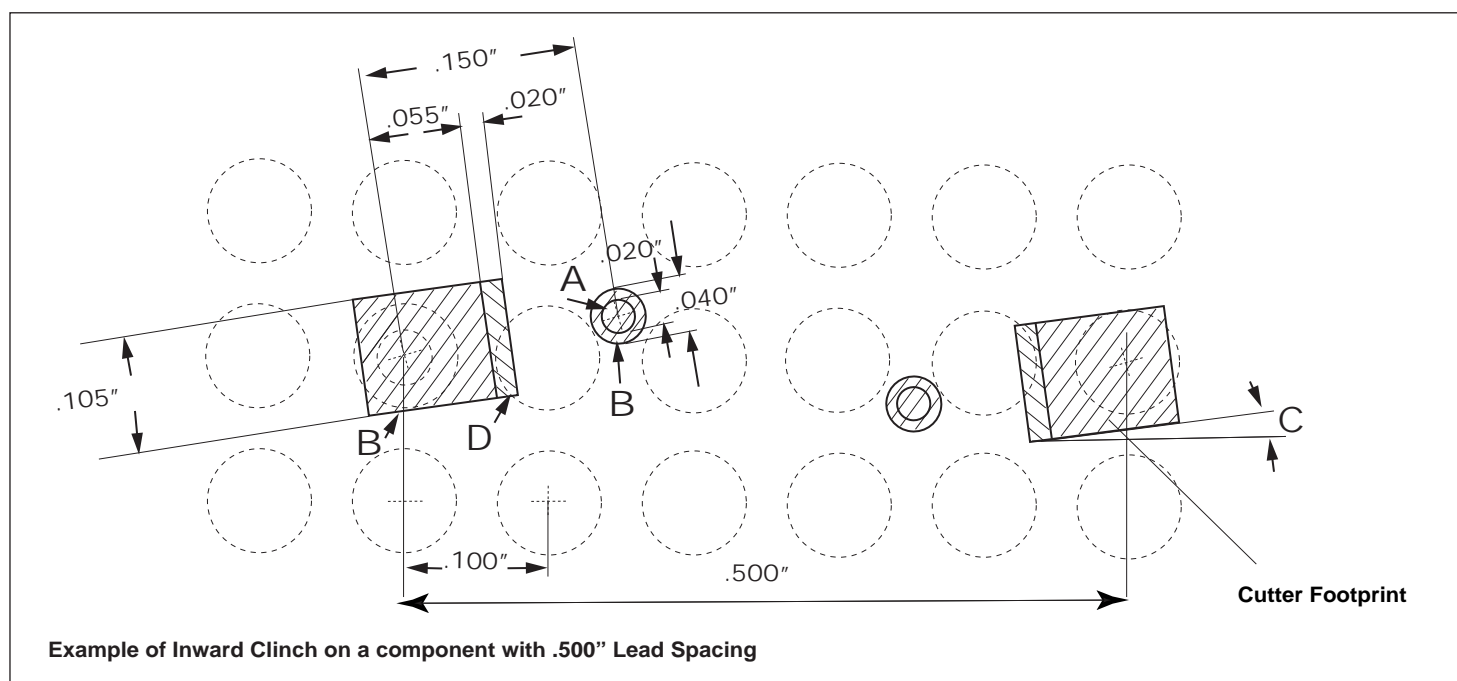 .150″
.055″
.020″
.020″
A
.040″
.105″
B
B
D
C
.100″
.500″
Cutter Footprint
Example of Inward Clinch on a component with .500” Lead Spacing